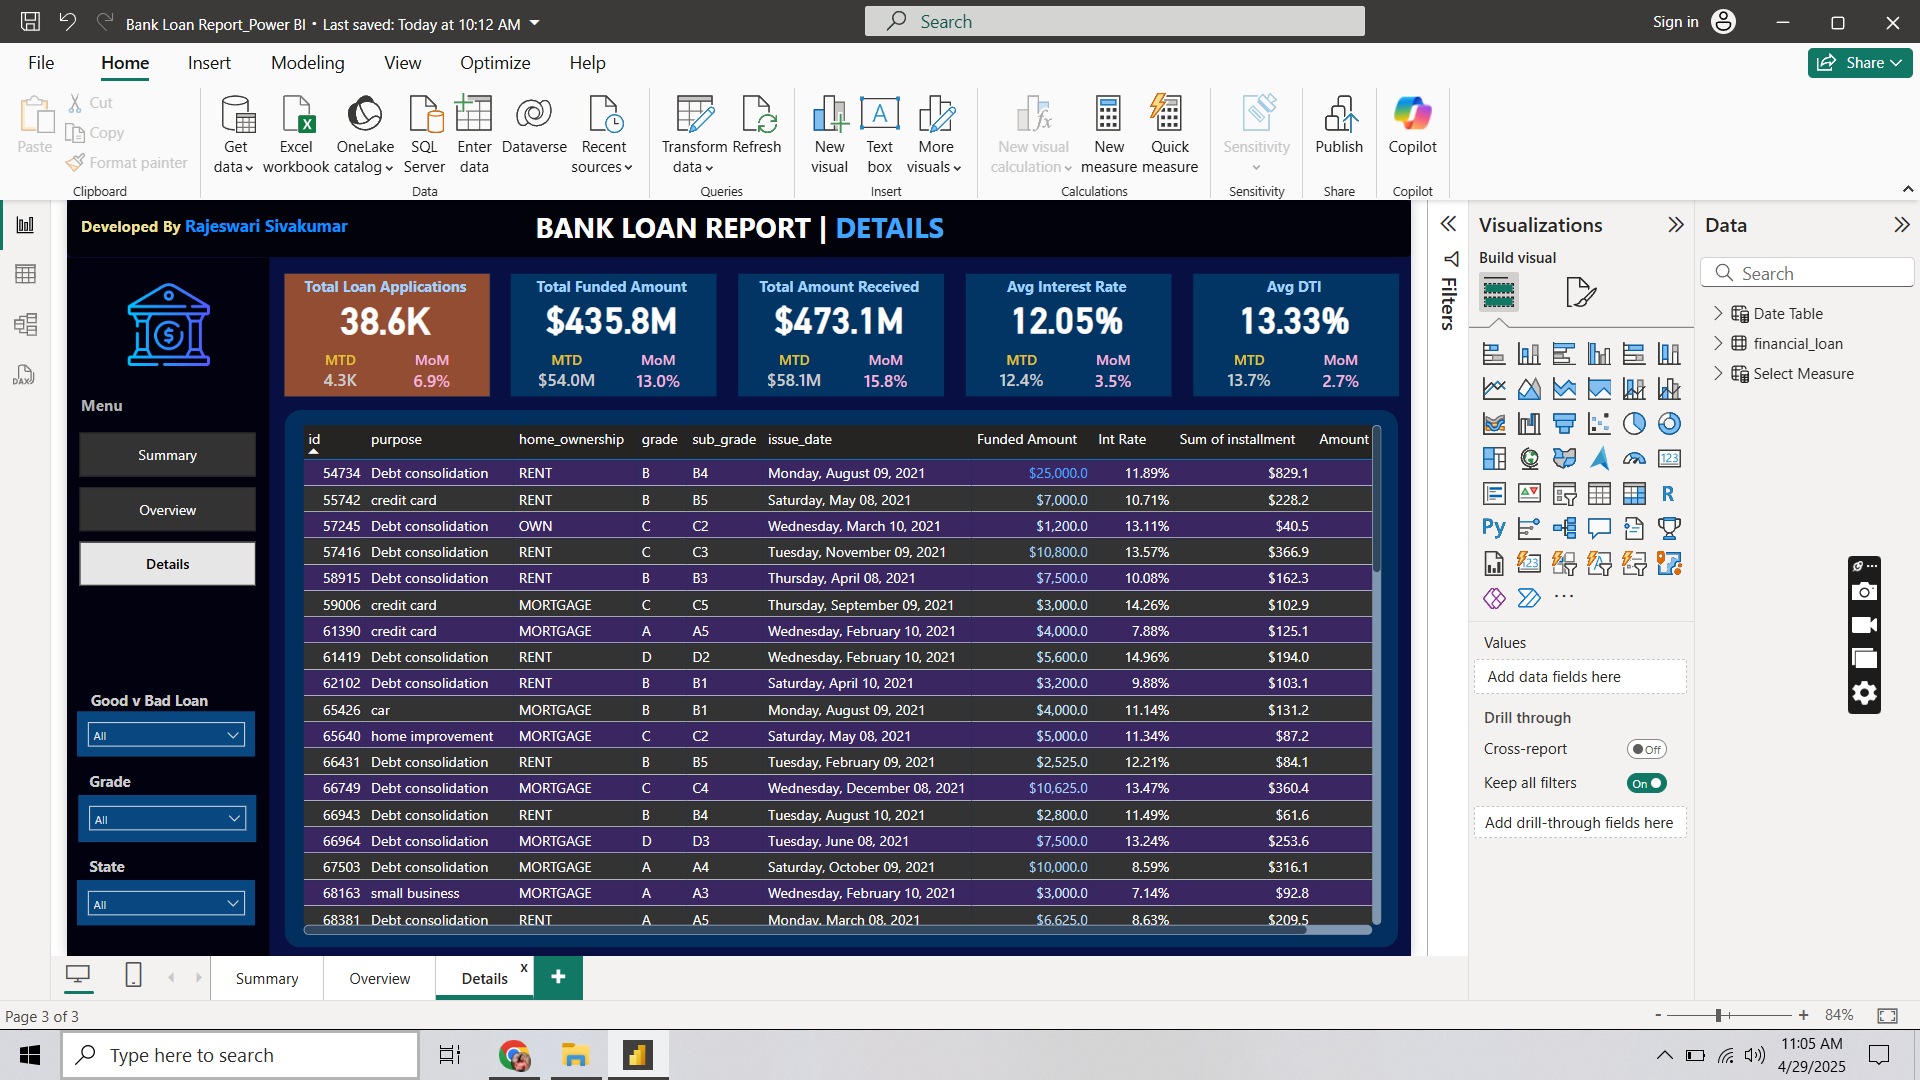 Bank Loan Report_Power BI • Last saved: Today at 10:12 AM
Search
Sign in
File Home Insert Modeling View Optimize Help
Share
Paste
Cut
Copy
Format painter
Clipboard
Get data
Excel workbook
OneLake catalog
SQL Server
Enter data
Dataverse
Recent sources
Data
Transform data
Refresh
Queries
New visual
Text box
More visuals
Insert
New visual calculation
New measure
Quick measure
Calculations
Sensitivity
Sensitivity
Publish
Share
Copilot
Copilot
Developed By Rajeswari Sivakumar
BANK LOAN REPORT | DETAILS
Menu
Summary
Overview
Details
Good v Bad Loan
All
Grade
All
State
All
Total Loan Applications
38.6K
MTD MoM
4.3K 6.9%
Total Funded Amount
$435.8M
MTD MoM
$54.0M 13.0%
Total Amount Received
$473.1M
MTD MoM
$58.1M 15.8%
Avg Interest Rate
12.05%
MTD MoM
12.4% 3.5%
Avg DTI
13.33%
MTD MoM
13.7% 2.7%
id purpose home_ownership grade sub_grade issue_date Funded Amount Int Rate Sum of installment Amount
54734 Debt consolidation RENT B B4 Monday, August 09, 2021 $25,000.0 11.89% $829.1
55742 credit card RENT B B5 Saturday, May 08, 2021 $7,000.0 10.71% $228.2
57245 Debt consolidation OWN C C2 Wednesday, March 10, 2021 $1,200.0 13.11% $40.5
57416 Debt consolidation RENT C C3 Tuesday, November 09, 2021 $10,800.0 13.57% $366.9
58915 Debt consolidation RENT B B3 Thursday, April 08, 2021 $7,500.0 10.08% $162.3
59006 credit card MORTGAGE C C5 Thursday, September 09, 2021 $3,000.0 14.26% $102.9
61390 credit card MORTGAGE A A5 Wednesday, February 10, 2021 $4,000.0 7.88% $125.1
61419 Debt consolidation RENT D D2 Wednesday, February 10, 2021 $5,600.0 14.96% $194.0
62102 Debt consolidation RENT B B1 Saturday, April 10, 2021 $3,200.0 9.88% $103.1
65426 car MORTGAGE B B1 Monday, August 09, 2021 $4,000.0 11.14% $131.2
65640 home improvement MORTGAGE C C2 Saturday, May 08, 2021 $5,000.0 11.34% $87.2
66431 Debt consolidation RENT B B5 Tuesday, February 09, 2021 $2,525.0 12.21% $84.1
66749 Debt consolidation MORTGAGE C C4 Wednesday, December 08, 2021 $10,625.0 13.47% $360.4
66943 Debt consolidation RENT B B4 Tuesday, August 10, 2021 $2,800.0 11.49% $61.6
66964 Debt consolidation MORTGAGE D D3 Tuesday, June 08, 2021 $7,500.0 13.24% $253.6
67503 Debt consolidation MORTGAGE A A4 Saturday, October 09, 2021 $10,000.0 8.59% $316.1
68163 small business MORTGAGE A A3 Wednesday, February 10, 2021 $3,000.0 7.14% $92.8
68381 Debt consolidation RENT A A5 Monday, March 08, 2021 $6,625.0 8.63% $209.5
Filters
Visualizations
Build visual
123
R
Py
123
Values
Add data fields here
Drill through
Cross-report Off
Keep all filters On
Add drill-through fields here
Data
Search
Date Table
financial_loan
Select Measure
DAX
Summary Overview Details x +
Page 3 of 3
- + 84%
Type here to search
11:05 AM
4/29/2025